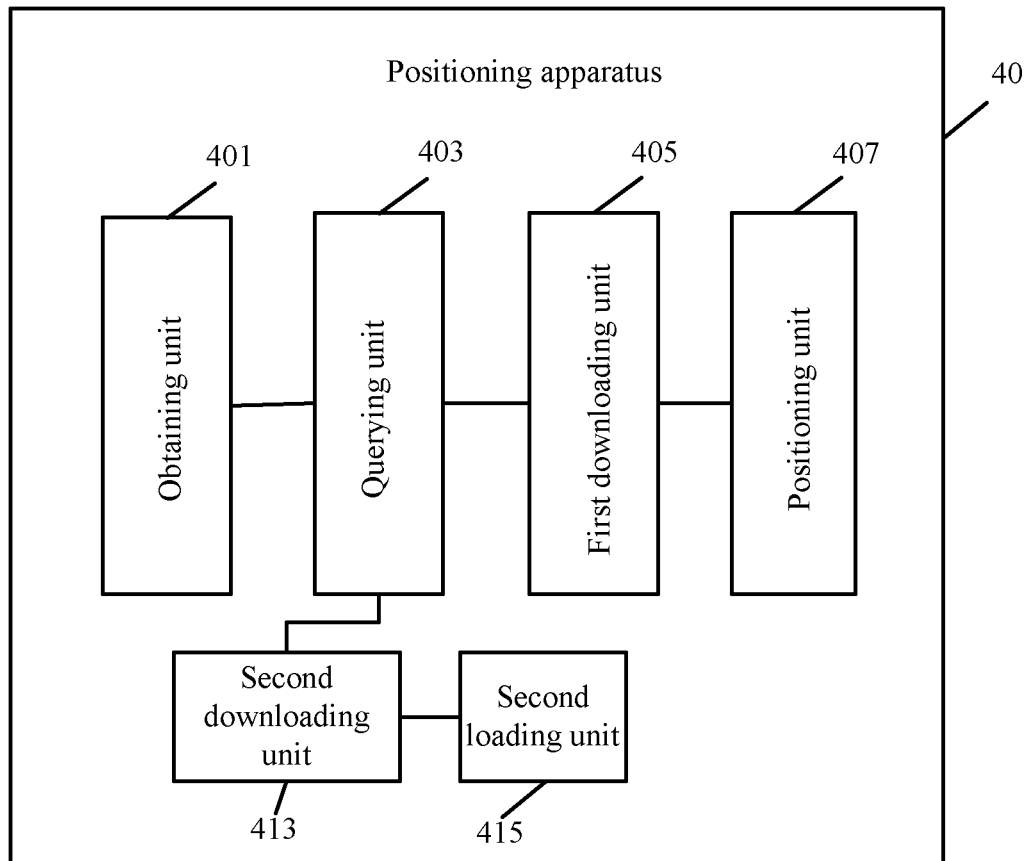 Positioning apparatus
40
401
403
405
407
Obtaining unit
Querying unit
First downloading unit
Positioning unit
Second
downloading
unit
Second
loading unit
413
415